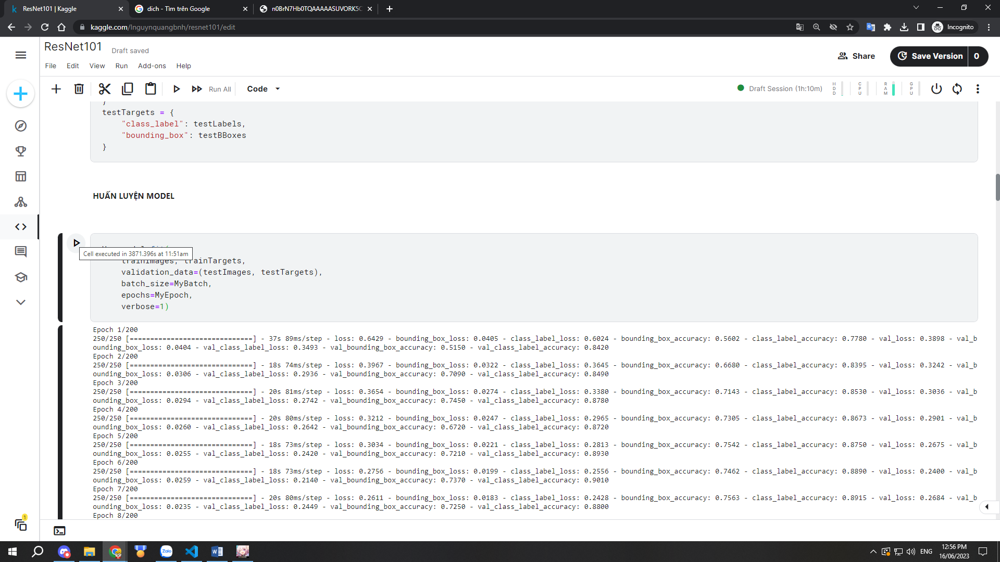 ResNet101 | Kaggle
dich - Tìm trên Google
n0BrN7Hb0TQAAAAASUVORK5C
kaggle.com/lnguynquangbnh/resnet101/edit
Incognito
ResNet101
Draft saved
File Edit View Run Add-ons Help
Share
Save Version 0
Run All
Code
Draft Session (1h:10m)
HDD
CPU
RAM
GPU
}
testTargets = {
"class_label": testLabels,
"bounding_box": testBBoxes
}
HUẤN LUYỆN MODEL
Cell executed in 3871.396s at 11:51am
trainImages, trainTargets,
validation_data=(testImages, testTargets),
batch_size=MyBatch,
epochs=MyEpoch,
verbose=1)
Epoch 1/200
250/250 [==============================] - 37s 89ms/step - loss: 0.6429 - bounding_box_loss: 0.0405 - class_label_loss: 0.6024 - bounding_box_accuracy: 0.5602 - class_label_accuracy: 0.7780 - val_loss: 0.3898 - val_b
ounding_box_loss: 0.0404 - val_class_label_loss: 0.3493 - val_bounding_box_accuracy: 0.5150 - val_class_label_accuracy: 0.8420
Epoch 2/200
250/250 [==============================] - 18s 74ms/step - loss: 0.3967 - bounding_box_loss: 0.0322 - class_label_loss: 0.3645 - bounding_box_accuracy: 0.6680 - class_label_accuracy: 0.8395 - val_loss: 0.3242 - val_b
ounding_box_loss: 0.0306 - val_class_label_loss: 0.2936 - val_bounding_box_accuracy: 0.7090 - val_class_label_accuracy: 0.8490
Epoch 3/200
250/250 [==============================] - 20s 81ms/step - loss: 0.3654 - bounding_box_loss: 0.0274 - class_label_loss: 0.3380 - bounding_box_accuracy: 0.7143 - class_label_accuracy: 0.8530 - val_loss: 0.3036 - val_b
ounding_box_loss: 0.0294 - val_class_label_loss: 0.2742 - val_bounding_box_accuracy: 0.7450 - val_class_label_accuracy: 0.8780
Epoch 4/200
250/250 [==============================] - 20s 80ms/step - loss: 0.3212 - bounding_box_loss: 0.0247 - class_label_loss: 0.2965 - bounding_box_accuracy: 0.7305 - class_label_accuracy: 0.8673 - val_loss: 0.2901 - val_b
ounding_box_loss: 0.0260 - val_class_label_loss: 0.2642 - val_bounding_box_accuracy: 0.6720 - val_class_label_accuracy: 0.8720
Epoch 5/200
250/250 [==============================] - 18s 73ms/step - loss: 0.3034 - bounding_box_loss: 0.0221 - class_label_loss: 0.2813 - bounding_box_accuracy: 0.7542 - class_label_accuracy: 0.8750 - val_loss: 0.2675 - val_b
ounding_box_loss: 0.0255 - val_class_label_loss: 0.2420 - val_bounding_box_accuracy: 0.7210 - val_class_label_accuracy: 0.8930
Epoch 6/200
250/250 [==============================] - 18s 73ms/step - loss: 0.2756 - bounding_box_loss: 0.0199 - class_label_loss: 0.2556 - bounding_box_accuracy: 0.7462 - class_label_accuracy: 0.8890 - val_loss: 0.2400 - val_b
ounding_box_loss: 0.0259 - val_class_label_loss: 0.2140 - val_bounding_box_accuracy: 0.7370 - val_class_label_accuracy: 0.9010
Epoch 7/200
250/250 [==============================] - 20s 80ms/step - loss: 0.2611 - bounding_box_loss: 0.0183 - class_label_loss: 0.2428 - bounding_box_accuracy: 0.7563 - class_label_accuracy: 0.8915 - val_loss: 0.2684 - val_b
ounding_box_loss: 0.0235 - val_class_label_loss: 0.2449 - val_bounding_box_accuracy: 0.7250 - val_class_label_accuracy: 0.8800
Epoch 8/200
1
Zalo
ENG
12:56 PM
16/06/2023